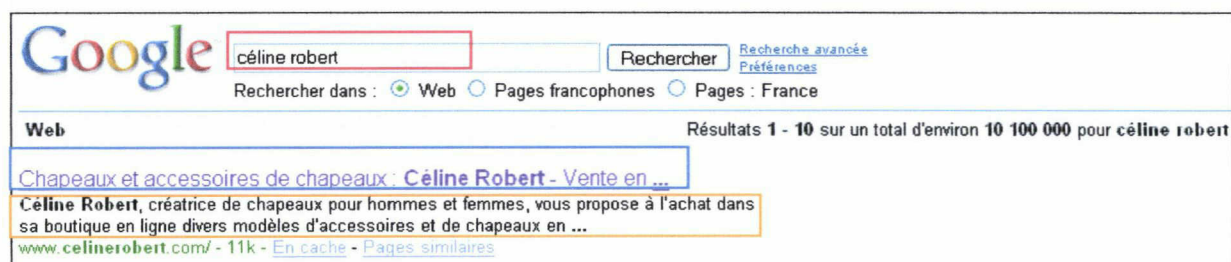 Google céline robert Rechercher Recherche avancée
Préférences
Rechercher dans : Web Pages francophones Pages : France
Web Résultats 1 - 10 sur un total d'environ 10 100 000 pour céline robert
Chapeaux et accessoires de chapeaux : Céline Robert - Vente en ...
Céline Robert, créatrice de chapeaux pour hommes et femmes, vous propose à l'achat dans
sa boutique en ligne divers modèles d'accessoires et de chapeaux en ...
www.celinerobert.com/ - 11k - En cache - Pages similaires